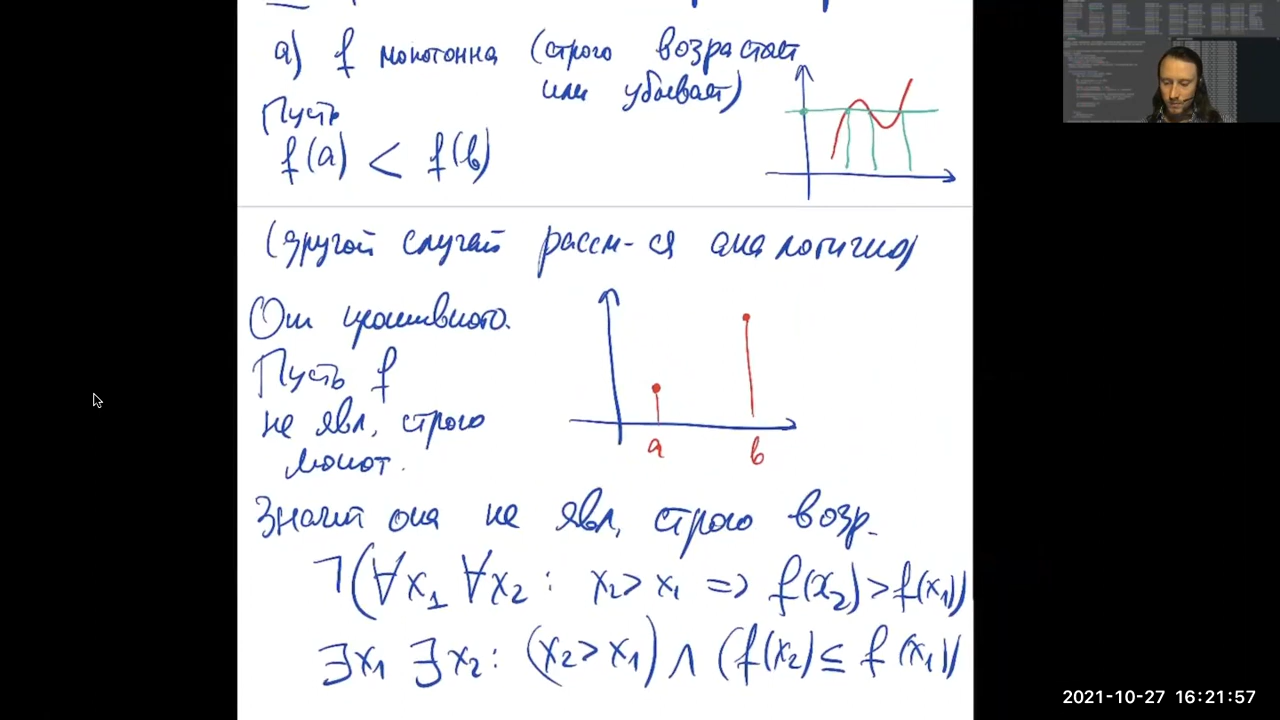 а) f монотонна (строго возрастает
или убывает)
Пусть
f(a) < f(b)
(другой случай рассм-ся аналогично)
От противного.
Пусть f
не явл. строго
монот.
a
b
Значит она не явл. строго возр.
¬(∀x₁ ∀x₂ : x₂ > x₁ => f(x₂) > f(x₁))
∃x₁ ∃x₂ : (x₂ > x₁) ∧ (f(x₂) ≤ f(x₁))
2021-10-27 16:21:57